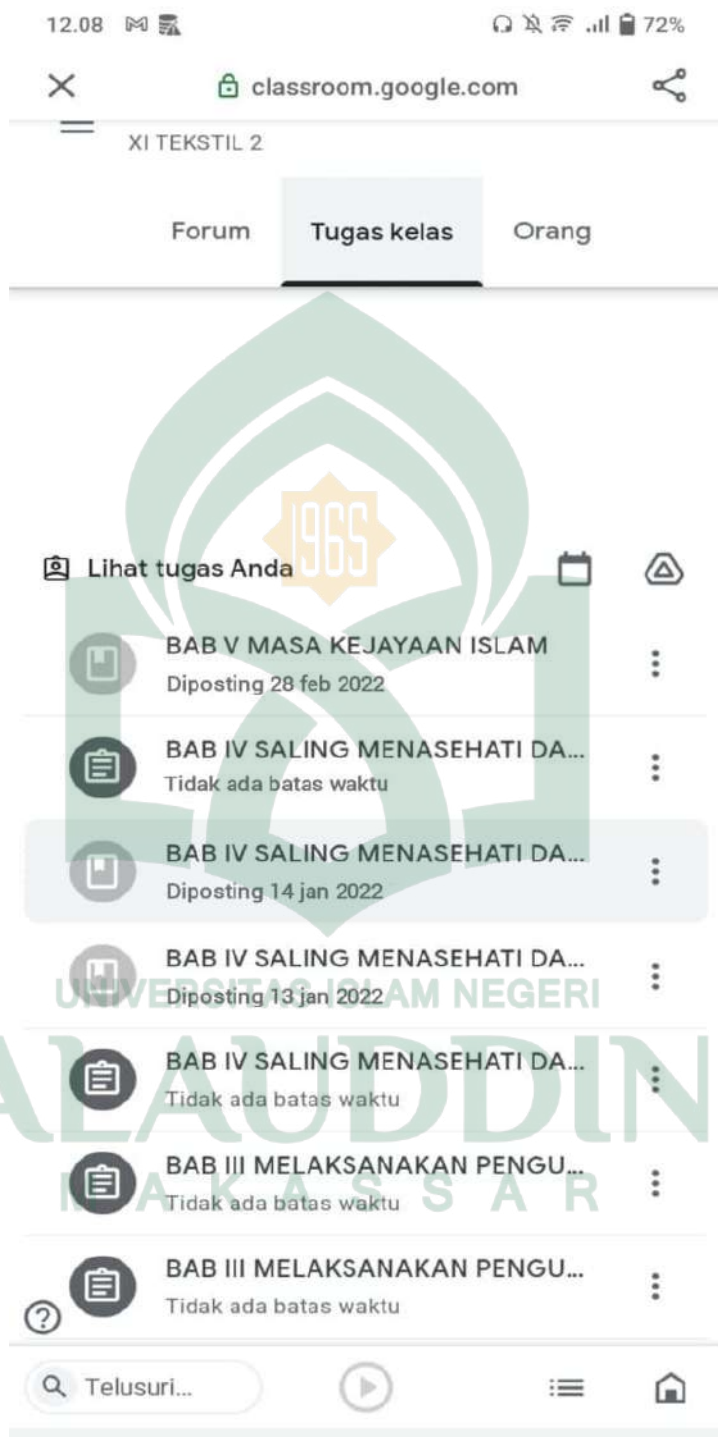 12.08
72%
classroom.google.com
XI TEKSTIL 2
Forum Tugas kelas Orang
1965
Lihat tugas Anda
BAB V MASA KEJAYAAN ISLAM
Diposting 28 feb 2022
BAB IV SALING MENASEHATI DA...
Tidak ada batas waktu
BAB IV SALING MENASEHATI DA...
Diposting 14 jan 2022
BAB IV SALING MENASEHATI DA...
Diposting 13 jan 2022
UNIVERSITAS ISLAM NEGERI
BAB IV SALING MENASEHATI DA...
Tidak ada batas waktu
ALAUDDIN
BAB III MELAKSANAKAN PENGU...
Tidak ada batas waktu
MAKASSAR
BAB III MELAKSANAKAN PENGU...
Tidak ada batas waktu
Telusuri...